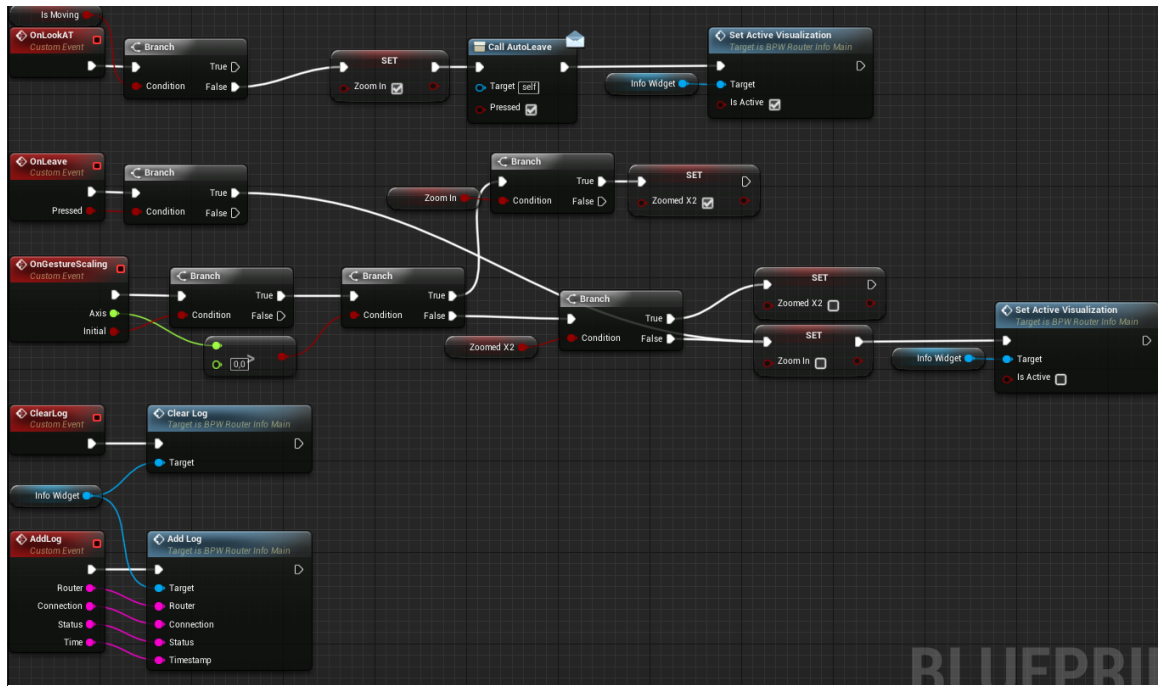 Is Moving
OnLookAT
Custom Event
Branch
True
Condition
False
SET
Zoom In
Call AutoLeave
Target self
Pressed
Info Widget
Set Active Visualization
Target is BPW Router Info Main
Target
Is Active
OnLeave
Custom Event
Pressed
Branch
True
Condition
False
Zoom In
Branch
True
Condition
False
SET
Zoomed X2
OnGestureScaling
Custom Event
Axis
Initial
Branch
True
Condition
False
0,0 >
Branch
True
Condition
False
Zoomed X2
Branch
True
Condition
False
SET
Zoomed X2
SET
Zoom In
Info Widget
Set Active Visualization
Target is BPW Router Info Main
Target
Is Active
ClearLog
Custom Event
Clear Log
Target is BPW Router Info Main
Target
Info Widget
AddLog
Custom Event
Router
Connection
Status
Time
Add Log
Target is BPW Router Info Main
Target
Router
Connection
Status
Timestamp
BLUEPRI